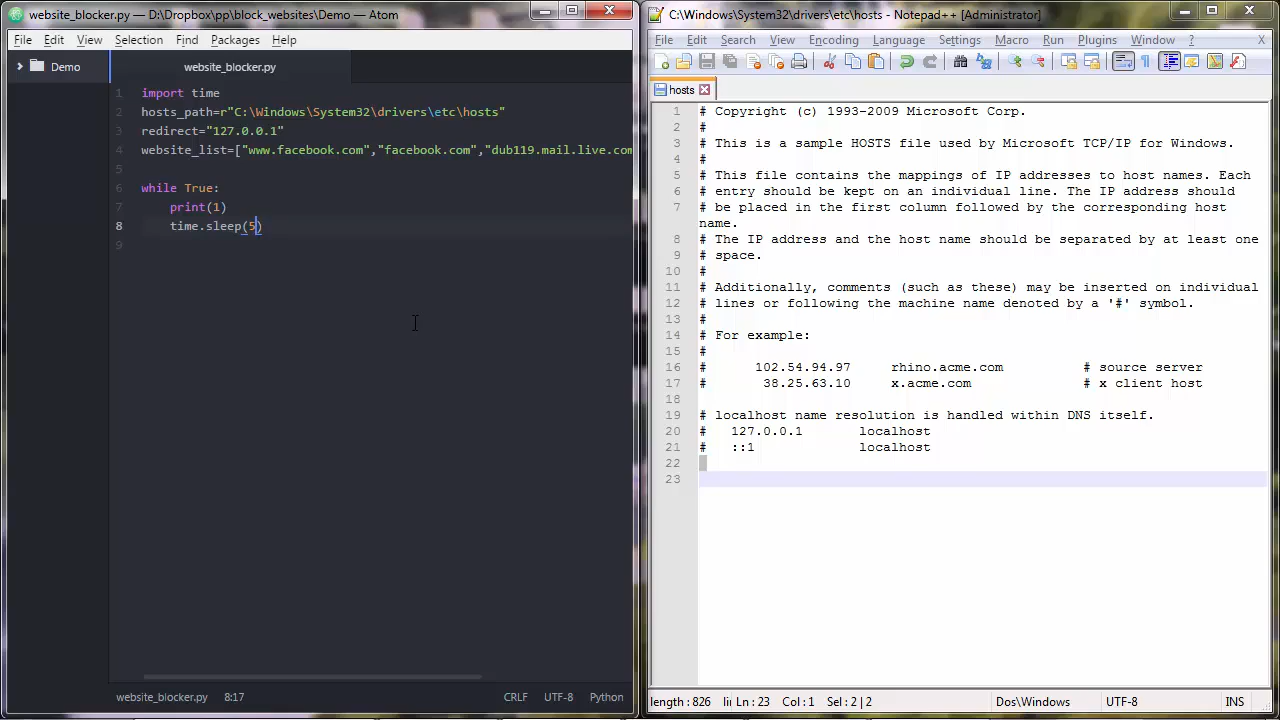 website_blocker.py — D:\Dropbox\pp\block_websites\Demo — Atom
File Edit View Selection Find Packages Help
Demo
website_blocker.py
1 import time
2 hosts_path=r"C:\Windows\System32\drivers\etc\hosts"
3 redirect="127.0.0.1"
4 website_list=["www.facebook.com","facebook.com","dub119.mail.live.com
5
6 while True:
7 print(1)
8 time.sleep(5)
9
website_blocker.py 8:17 CRLF UTF-8 Python
C:\Windows\System32\drivers\etc\hosts - Notepad++ [Administrator]
File Edit Search View Encoding Language Settings Macro Run Plugins Window ? X
hosts
1 # Copyright (c) 1993-2009 Microsoft Corp.
2 #
3 # This is a sample HOSTS file used by Microsoft TCP/IP for Windows.
4 #
5 # This file contains the mappings of IP addresses to host names. Each
6 # entry should be kept on an individual line. The IP address should
7 # be placed in the first column followed by the corresponding host
name.
8 # The IP address and the host name should be separated by at least one
9 # space.
10 #
11 # Additionally, comments (such as these) may be inserted on individual
12 # lines or following the machine name denoted by a '#' symbol.
13 #
14 # For example:
15 #
16 # 102.54.94.97 rhino.acme.com # source server
17 # 38.25.63.10 x.acme.com # x client host
18
19 # localhost name resolution is handled within DNS itself.
20 # 127.0.0.1 localhost
21 # ::1 localhost
22
23
length : 826 li Ln : 23 Col : 1 Sel : 2 | 2 Dos\Windows UTF-8 INS